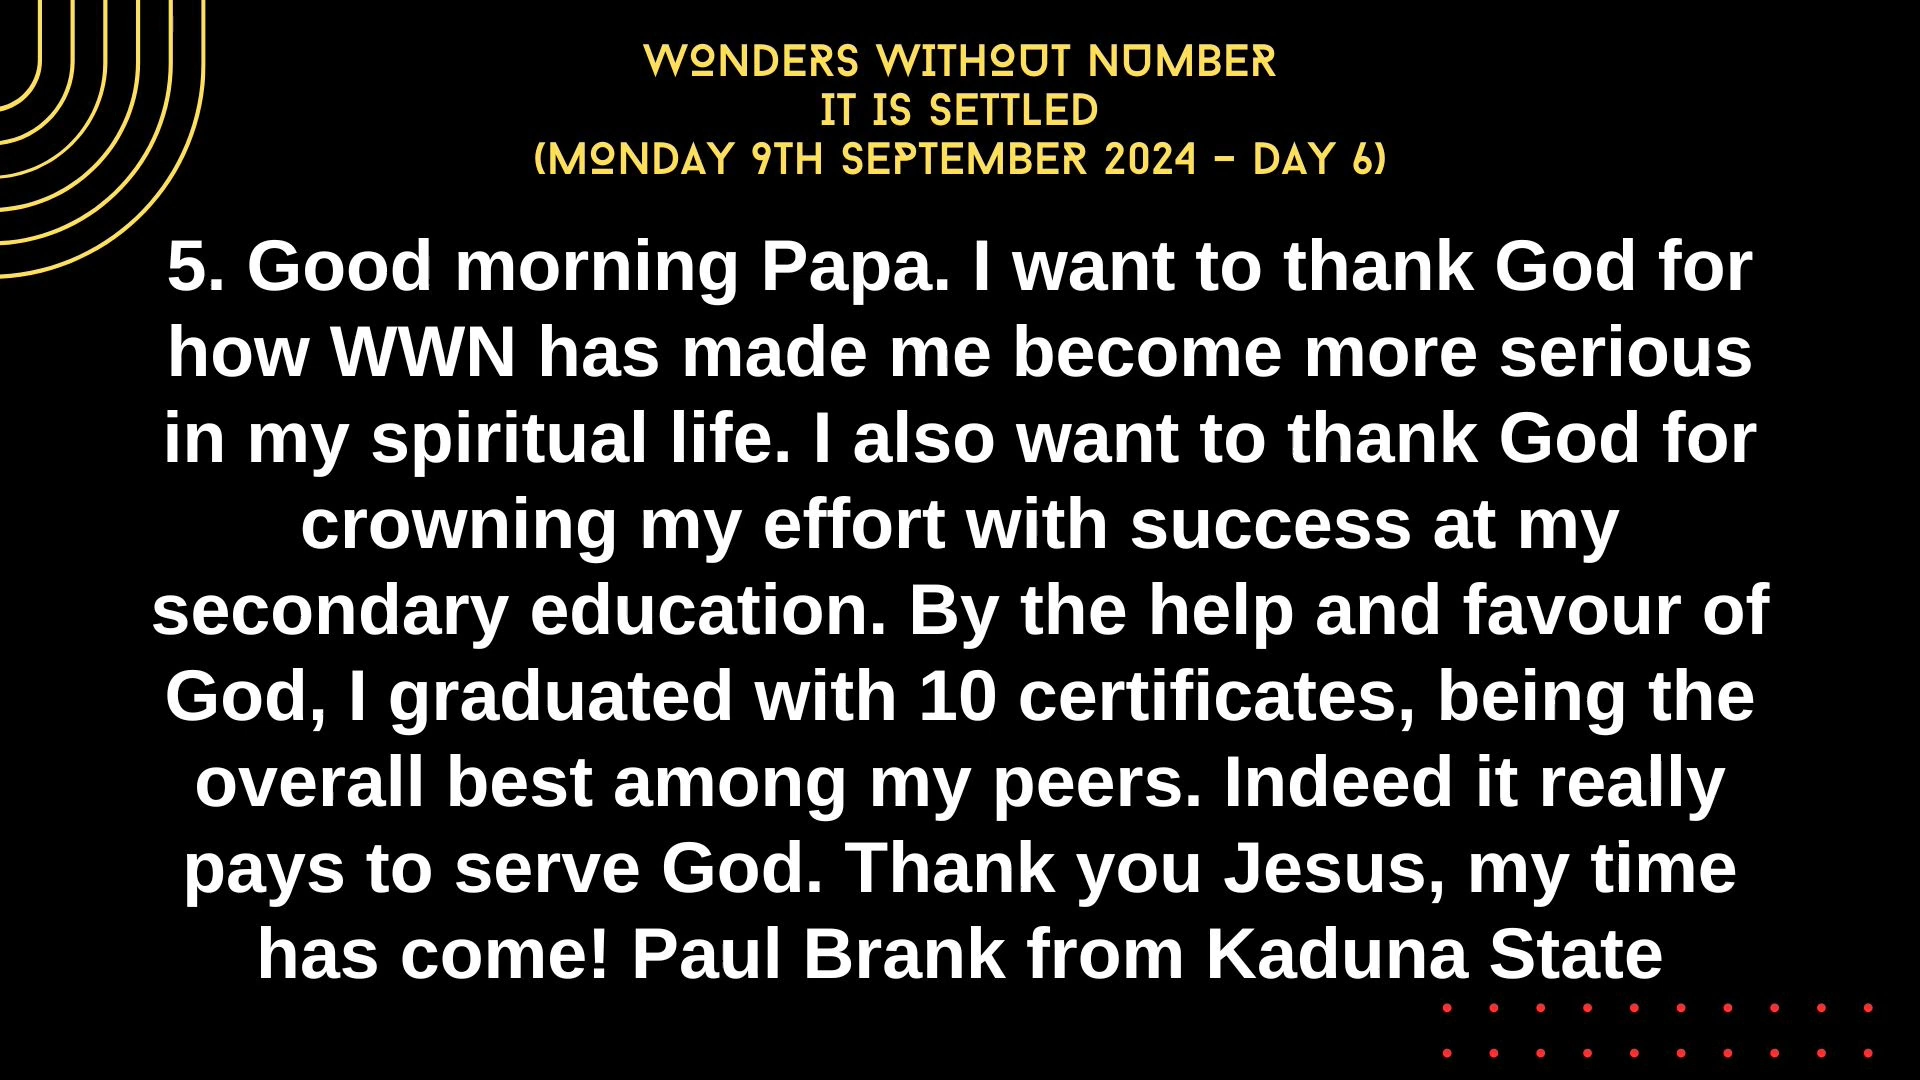 WONDERS WITHOUT NUMBER
IT IS SETTLED
(MONDAY 9TH SEPTEMBER 2024 - DAY 6)
5. Good morning Papa. I want to thank God for
how WWN has made me become more serious
in my spiritual life. I also want to thank God for
crowning my effort with success at my
secondary education. By the help and favour of
God, I graduated with 10 certificates, being the
overall best among my peers. Indeed it really
pays to serve God. Thank you Jesus, my time
has come! Paul Brank from Kaduna State